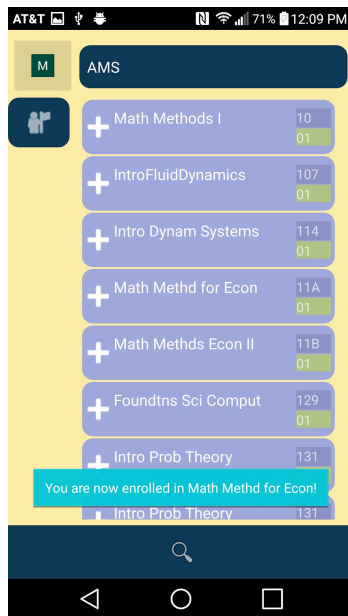 AT&T 71% 12:09 PM
M AMS
Math Methods I 10
01
IntroFluidDynamics 107
01
Intro Dynam Systems 114
01
Math Methd for Econ 11A
01
Math Methds Econ II 11B
01
Foundtns Sci Comput 129
01
Intro Prob Theory 131
You are now enrolled in Math Methd for Econ!
Intro Prob Theory 131